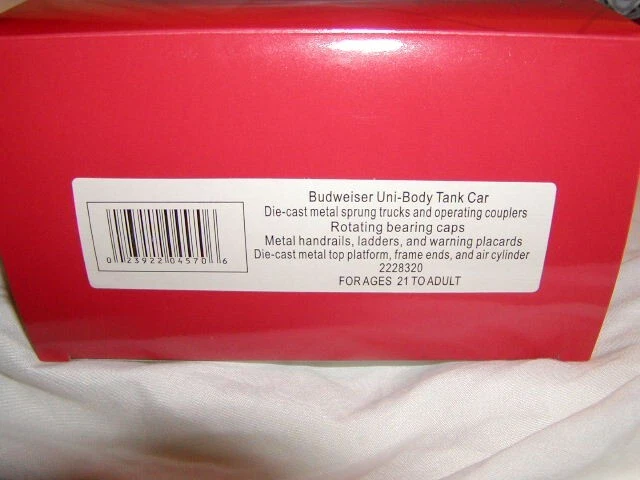 Budweiser Uni-Body Tank Car
Die-cast metal sprung trucks and operating couplers
Rotating bearing caps
Metal handrails, ladders, and warning placards
Die-cast metal top platform, frame ends, and air cylinder
2228320
FOR AGES 21 TO ADULT
0 23922 04570 6